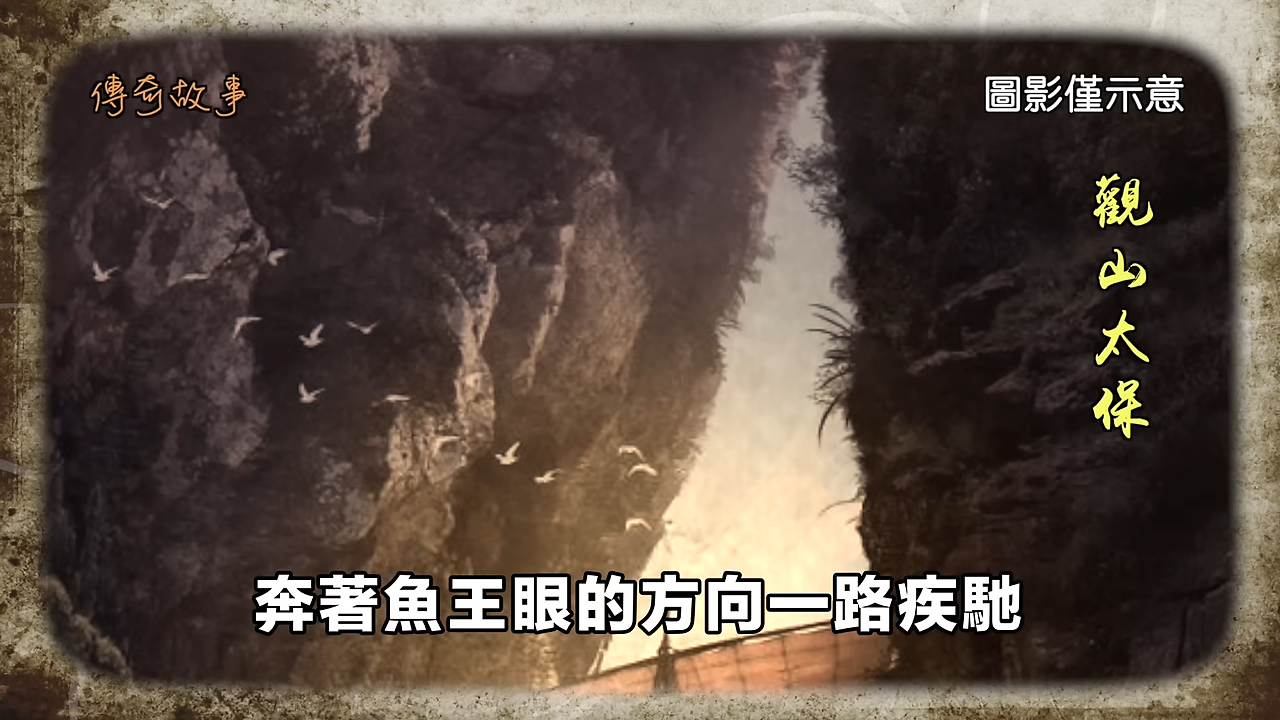 傳奇故事
圖影僅示意
觀山太保
奔著魚王眼的方向一路疾馳